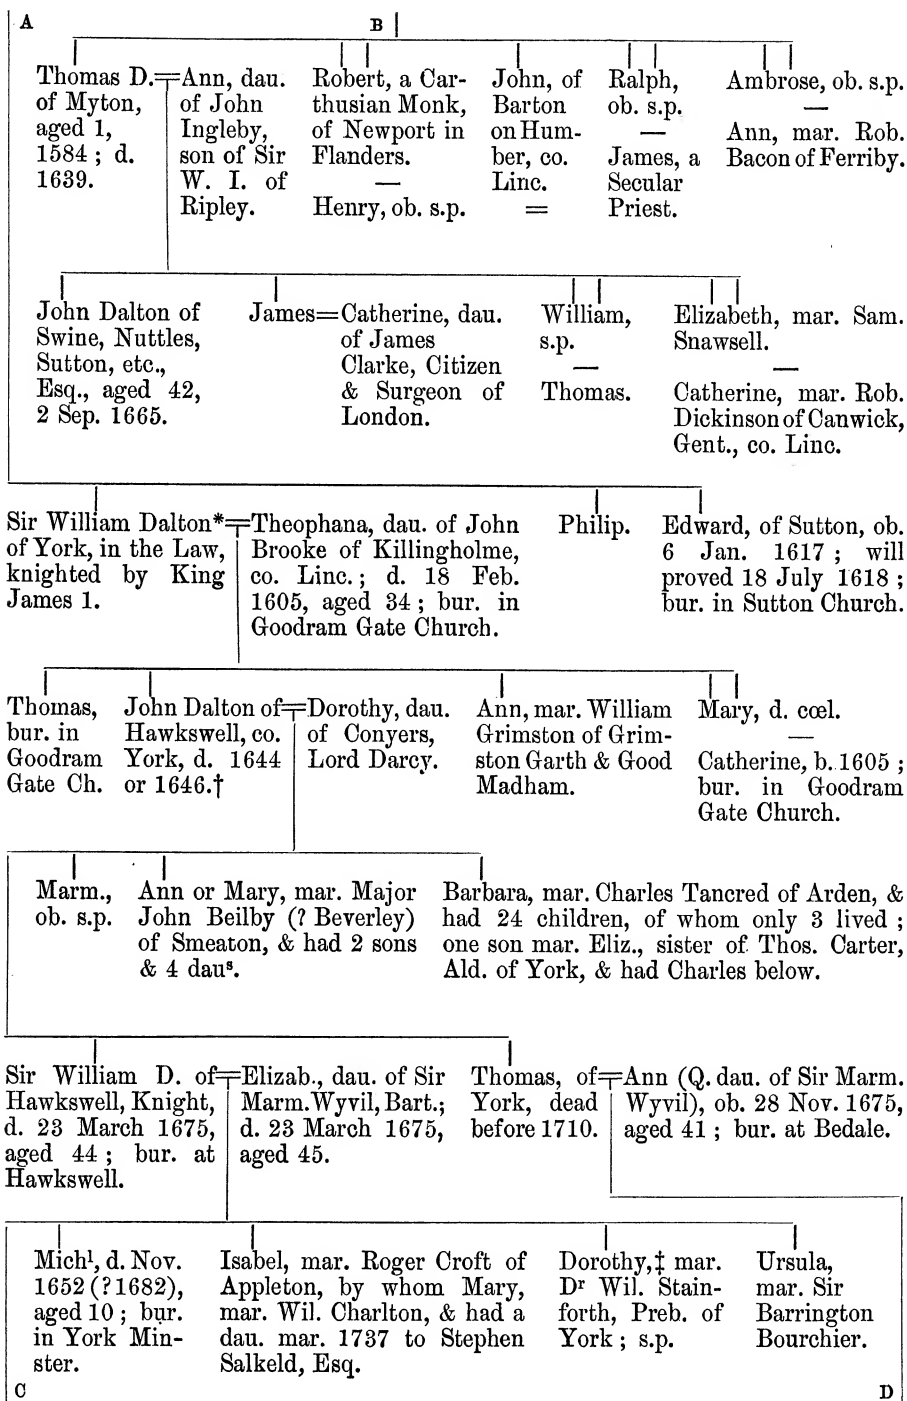 A
B
Thomas D.
of Myton,
aged 1,
1584 ; d.
1639.
Ann, dau.
of John
Ingleby,
son of Sir
W. I. of
Ripley.
Robert, a Car-
thusian Monk,
of Newport in
Flanders.
—
Henry, ob. s.p.
John, of
Barton
on Hum-
ber, co.
Linc.
=
Ralph,
ob. s.p.
—
James, a
Secular
Priest.
Ambrose, ob. s.p.
—
Ann, mar. Rob.
Bacon of Ferriby.
John Dalton of
Swine, Nuttles,
Sutton, etc.,
Esq., aged 42,
2 Sep. 1665.
James=Catherine, dau.
of James
Clarke, Citizen
& Surgeon of
London.
William,
s.p.
—
Thomas.
Elizabeth, mar. Sam.
Snawsell.
—
Catherine, mar. Rob.
Dickinson of Canwick,
Gent., co. Linc.
Sir William Dalton*
of York, in the Law,
knighted by King
James 1.
Theophana, dau. of John
Brooke of Killingholme,
co. Linc. ; d. 18 Feb.
1605, aged 34 ; bur. in
Goodram Gate Church.
Philip.
Edward, of Sutton, ob.
6 Jan. 1617 ; will
proved 18 July 1618 ;
bur. in Sutton Church.
Thomas,
bur. in
Goodram
Gate Ch.
John Dalton of
Hawkswell, co.
York, d. 1644
or 1646.†
Dorothy, dau.
of Conyers,
Lord Darcy.
Ann, mar. William
Grimston of Grim-
ston Garth & Good
Madham.
Mary, d. cœl.
—
Catherine, b. 1605 ;
bur. in Goodram
Gate Church.
Marm.,
ob. s.p.
Ann or Mary, mar. Major
John Beilby (? Beverley)
of Smeaton, & had 2 sons
& 4 dauˢ.
Barbara, mar. Charles Tancred of Arden, &
had 24 children, of whom only 3 lived ;
one son mar. Eliz., sister of Thos. Carter,
Ald. of York, & had Charles below.
Sir William D. of
Hawkswell, Knight,
d. 23 March 1675,
aged 44 ; bur. at
Hawkswell.
Elizab., dau. of Sir
Marm. Wyvil, Bart.;
d. 23 March 1675,
aged 45.
Thomas, of
York, dead
before 1710.
Ann (Q. dau. of Sir Marm.
Wyvil), ob. 28 Nov. 1675,
aged 41 ; bur. at Bedale.
Michˡ, d. Nov.
1652 (?1682),
aged 10 ; bur.
in York Min-
ster.
Isabel, mar. Roger Croft of
Appleton, by whom Mary,
mar. Wil. Charlton, & had a
dau. mar. 1737 to Stephen
Salkeld, Esq.
Dorothy,‡ mar.
Dʳ Wil. Stain-
forth, Preb. of
York ; s.p.
Ursula,
mar. Sir
Barrington
Bourchier.
C
D